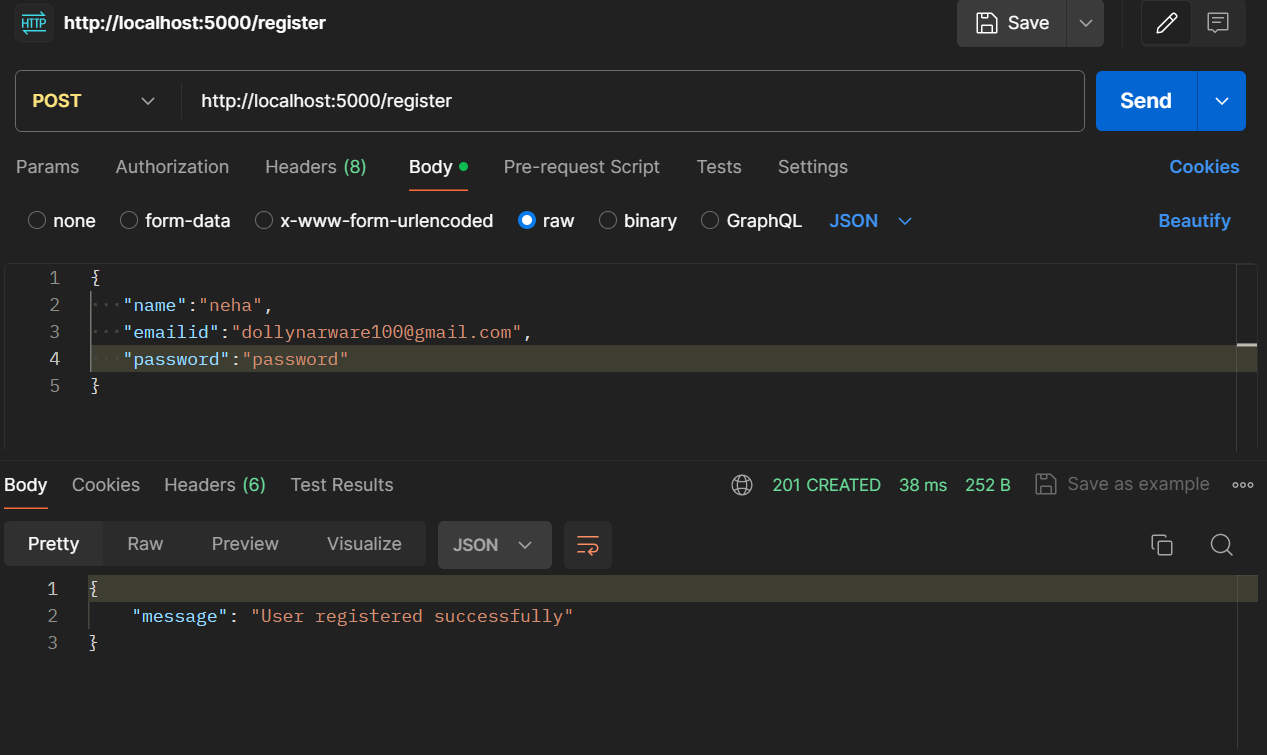 HTTP http://localhost:5000/register Save
POST http://localhost:5000/register Send
Params Authorization Headers (8) Body Pre-request Script Tests Settings Cookies
none form-data x-www-form-urlencoded raw binary GraphQL JSON Beautify
1 {
2 ····"name":"neha",
3 ····"emailid":"dollynarware100@gmail.com",
4 ····"password":"password"
5 }
Body Cookies Headers (6) Test Results 201 CREATED 38 ms 252 B Save as example
Pretty Raw Preview Visualize JSON
1 {
2 "message": "User registered successfully"
3 }